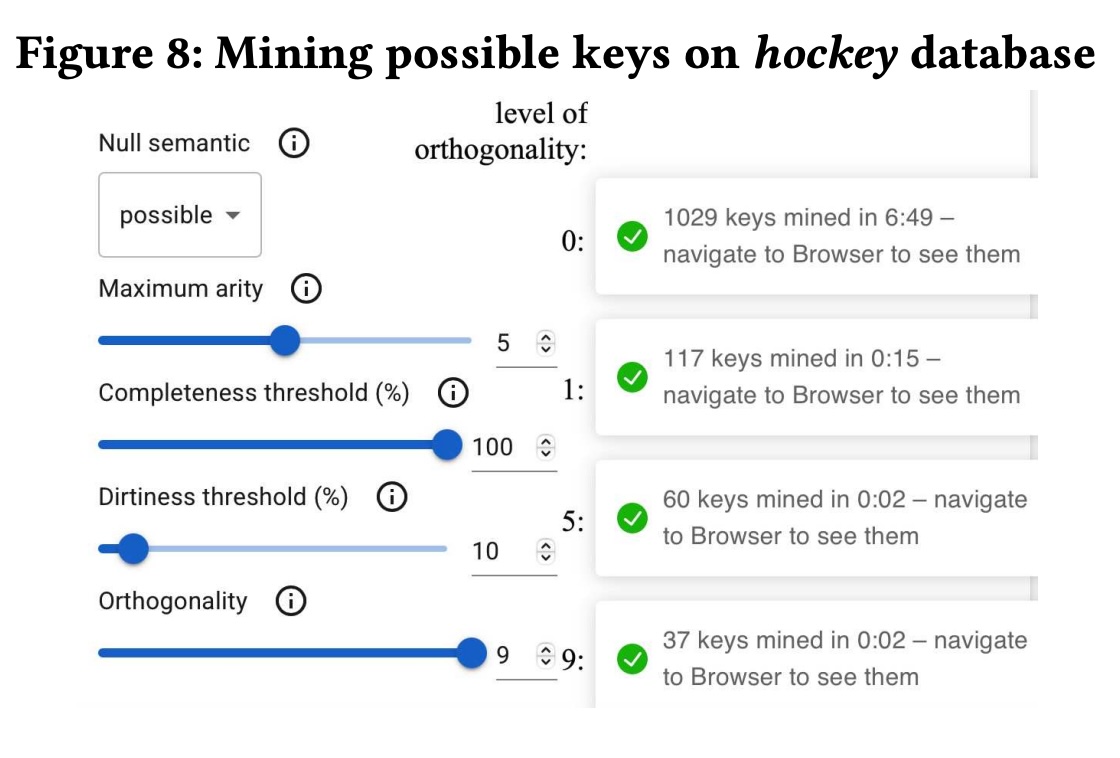 Figure 8: Mining possible keys on hockey database
Null semantic
possible
Maximum arity
5
Completeness threshold (%)
100
Dirtiness threshold (%)
10
Orthogonality
9
level of
orthogonality:
0:
1029 keys mined in 6:49 –
navigate to Browser to see them
1:
117 keys mined in 0:15 –
navigate to Browser to see them
5:
60 keys mined in 0:02 – navigate
to Browser to see them
9:
37 keys mined in 0:02 – navigate
to Browser to see them